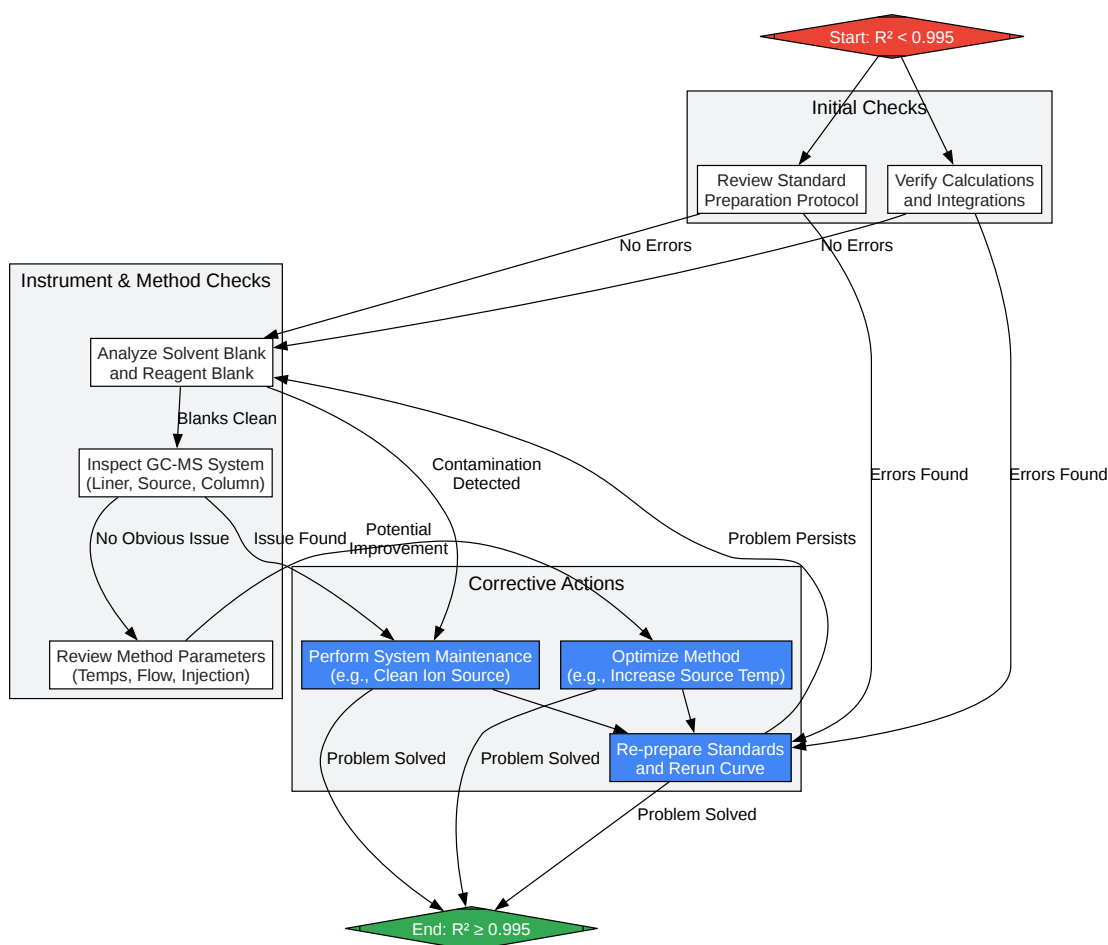 Start: R² < 0.995
Initial Checks
Review Standard
Preparation Protocol
Verify Calculations
and Integrations
No Errors
No Errors
Instrument & Method Checks
Analyze Solvent Blank
and Reagent Blank
Blanks Clean
Inspect GC-MS System
(Liner, Source, Column)
Contamination
Detected
Errors Found
Errors Found
No Obvious Issue
Issue Found
Potential
Improvement
Problem Persists
Corrective Actions
Review Method Parameters
(Temps, Flow, Injection)
Perform System Maintenance
(e.g., Clean Ion Source)
Optimize Method
(e.g., Increase Source Temp)
Re-prepare Standards
and Rerun Curve
Problem Solved
Problem Solved
Problem Solved
End: R² ≥ 0.995